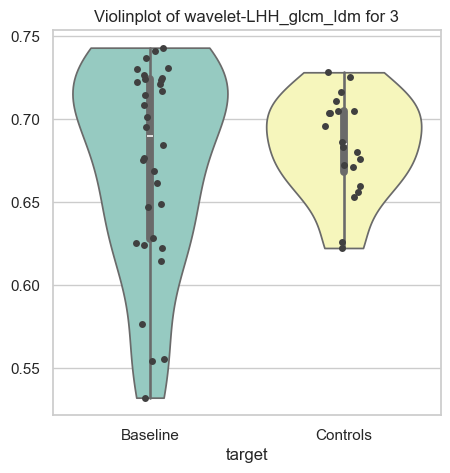 Violinplot of wavelet-LHH_glcm_Idm for 3
0.75
0.70
0.65
0.60
0.55
Baseline
Controls
target